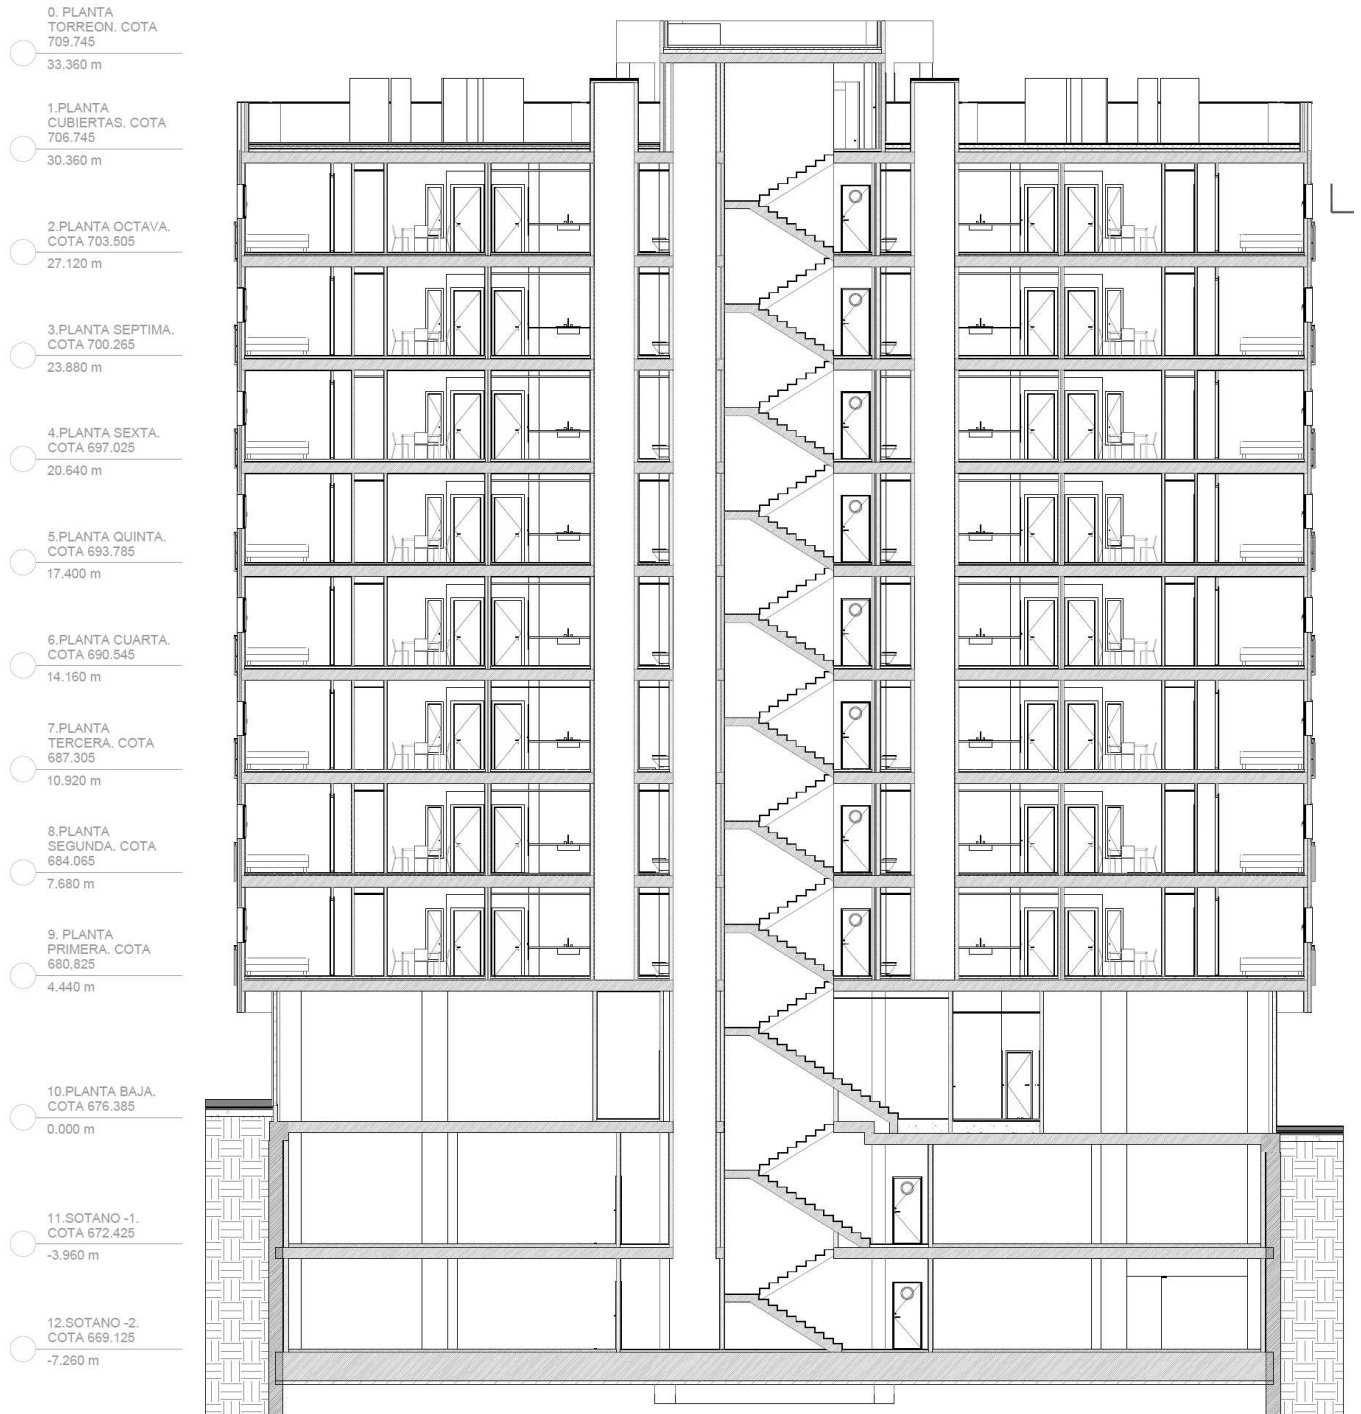 0. PLANTA
TORREON. COTA
709.745
33.360 m
1.PLANTA
CUBIERTAS. COTA
706.745
30.360 m
2.PLANTA OCTAVA.
COTA 703.505
27.120 m
3.PLANTA SEPTIMA.
COTA 700.265
23.880 m
4.PLANTA SEXTA.
COTA 697.025
20.640 m
5.PLANTA QUINTA.
COTA 693.785
17.400 m
6.PLANTA CUARTA.
COTA 690.545
14.160 m
7.PLANTA
TERCERA. COTA
687.305
10.920 m
8.PLANTA
SEGUNDA. COTA
684.065
7.680 m
9. PLANTA
PRIMERA. COTA
680,825
4.440 m
10.PLANTA BAJA.
COTA 676.385
0.000 m
11.SOTANO -1.
COTA 672.425
-3.960 m
12.SOTANO -2.
COTA 669.125
-7.260 m